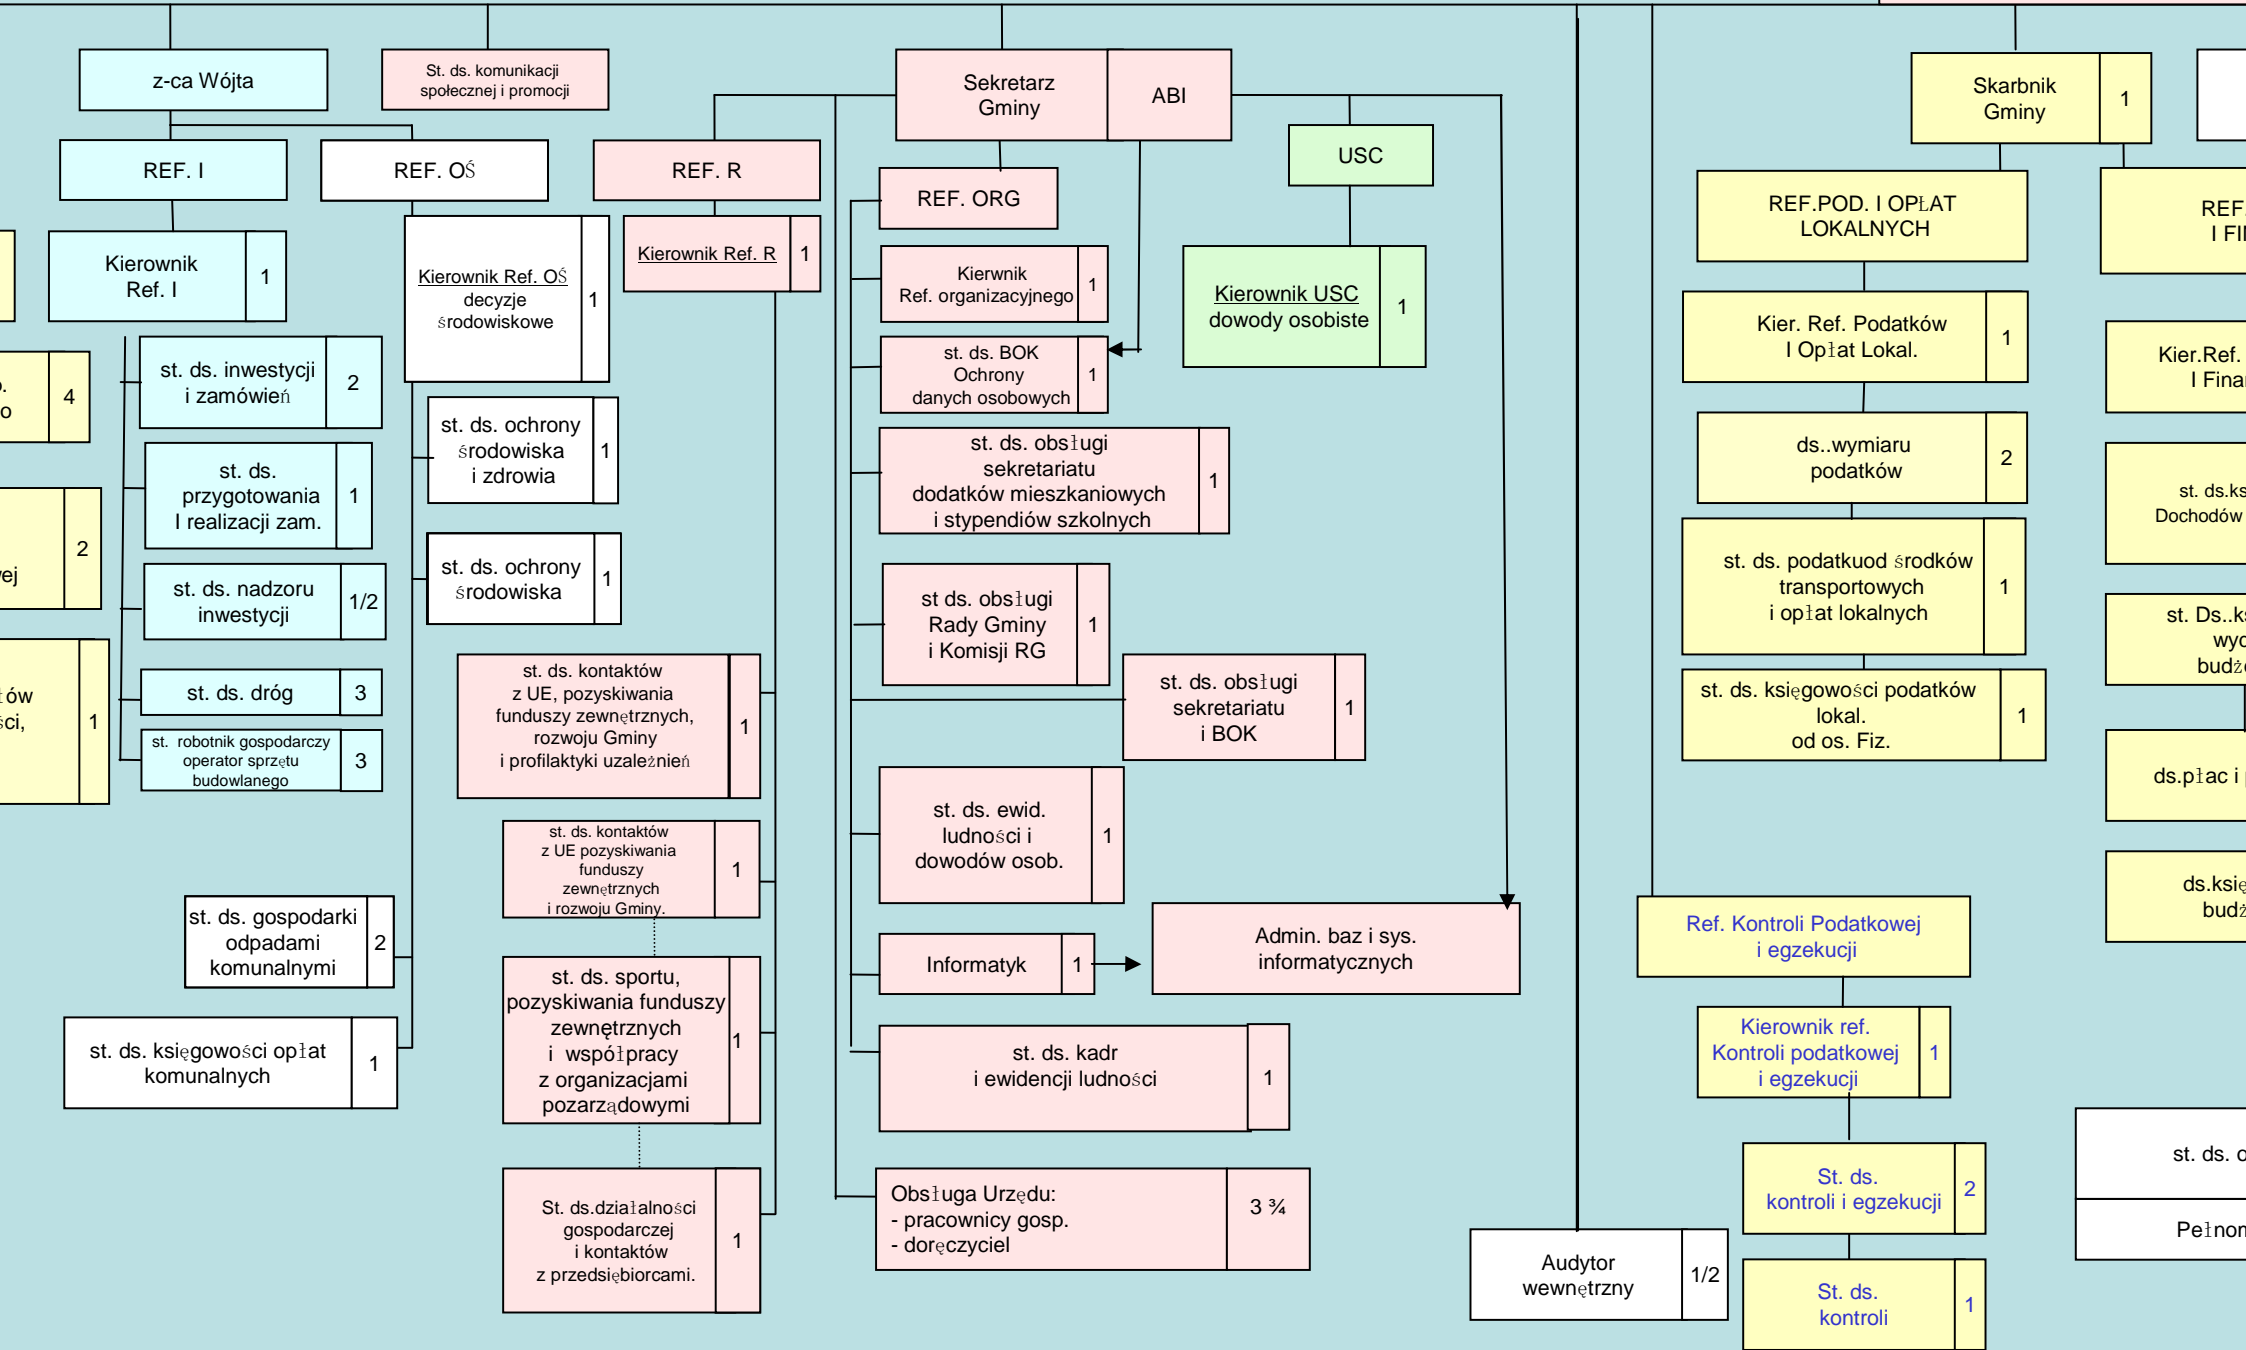 z-ca Wójta
St. ds. komunikacji
społecznej i promocji
Sekretarz
Gminy
ABI
Skarbnik
Gminy
1
REF. I
REF. OŚ
REF. R
REF. ORG
USC
REF.POD. I OPŁAT
LOKALNYCH
REF.
Kierownik
Ref. I
1
Kierownik Ref. OŚ
decyzje
środowiskowe
1
Kierownik Ref. R
1
Kierwnik
Ref. organizacyjnego
1
Kierownik USC
dowody osobiste
1
Kier. Ref. Podatków
I Opłat Lokal.
1
Kier.Ref.
4
st. ds. inwestycji
i zamówień
2
st. ds. BOK
Ochrony
danych osobowych
1
st. ds. ochrony
środowiska
i zdrowia
1
st. ds. obsługi
sekretariatu
dodatków mieszkaniowych
i stypendiów szkolnych
1
ds..wymiaru
podatków
2
Dochodów
2
st. ds.
przygotowania
I realizacji zam.
1
st. ds. ochrony
środowiska
1
st. ds. nadzoru
inwestycji
1/2
st ds. obsługi
Rady Gminy
i Komisji RG
1
st. ds. podatkuod środków
transportowych
i opłat lokalnych
1
1
st. ds. dróg
3
st. ds. kontaktów
z UE, pozyskiwania
funduszy zewnętrznych,
rozwoju Gminy
i profilaktyki uzależnień
1
st. ds. obsługi
sekretariatu
i BOK
1
st. ds. księgowości podatków
lokal.
od os. Fiz.
1
st. robotnik gospodarczy
operator sprzętu
budowlanego
3
ds.płac i
st. ds. kontaktów
z UE pozyskiwania
funduszy
zewnętrznych
i rozwoju Gminy.
1
st. ds. ewid.
ludności i
dowodów osob.
1
st. ds. gospodarki
odpadami
komunalnymi
2
Informatyk
1
Admin. baz i sys.
informatycznych
Ref. Kontroli Podatkowej
i egzekucji
st. ds. sportu,
pozyskiwania funduszy
zewnętrznych
i współpracy
z organizacjami
pozarządowymi
1
st. ds. księgowości opłat
komunalnych
1
st. ds. kadr
i ewidencji ludności
1
Kierownik ref.
Kontroli podatkowej
i egzekucji
1
St. ds.działalności
gospodarczej
i kontaktów
z przedsiębiorcami.
1
Obsługa Urzędu:
- pracownicy gosp.
- doręczyciel
3 ¾
St. ds.
kontroli i egzekucji
2
st. ds.
Audytor
wewnętrzny
1/2
St. ds.
kontroli
1